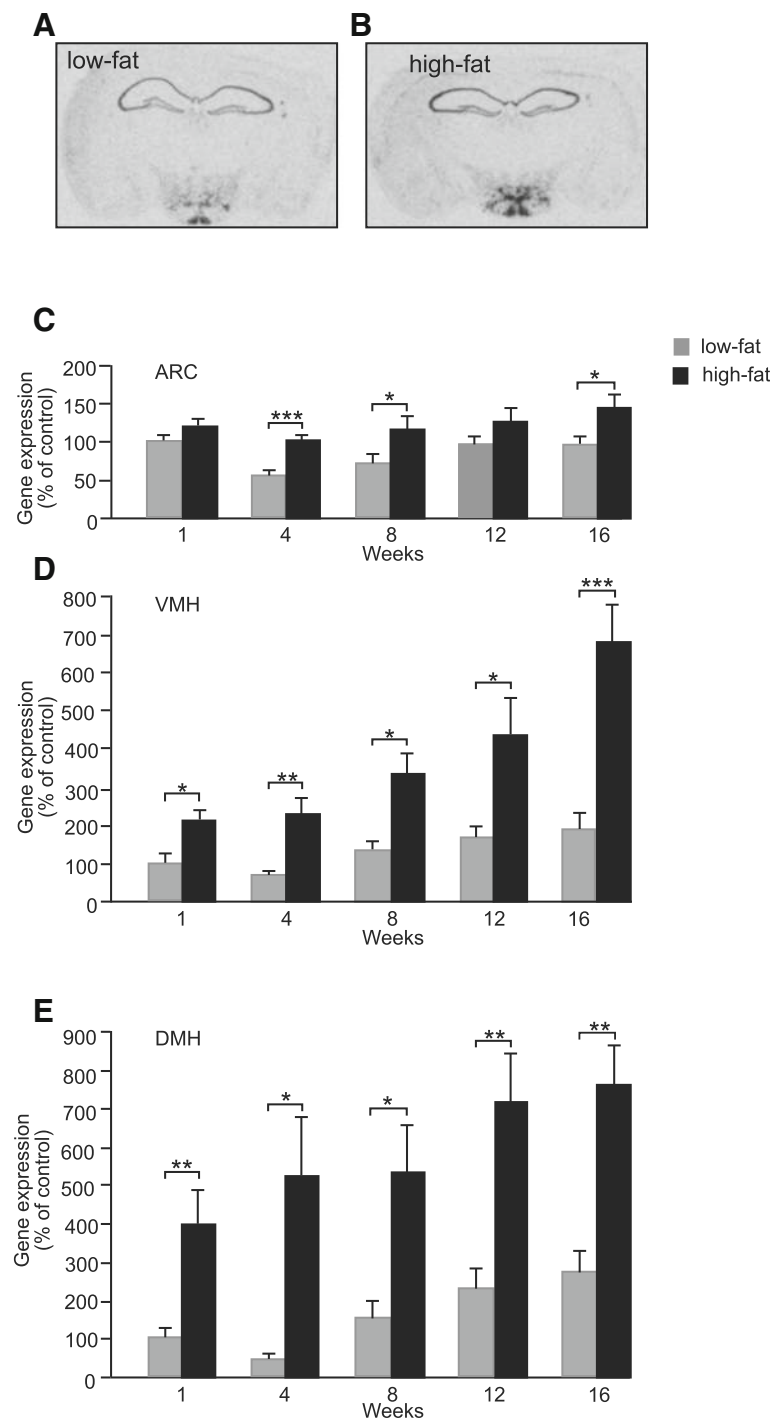 A
B
low-fat
high-fat
C
low-fat
high-fat
ARC
Gene expression
(% of control)
200
150
100
50
0
***
*
*
1 4 8 12 16
Weeks
D
VMH
Gene expression
(% of control)
800
700
600
500
400
300
200
100
0
*
**
*
*
***
1 4 8 12 16
Weeks
E
DMH
Gene expression
(% of control)
900
800
700
600
500
400
300
200
100
0
**
*
*
**
**
1 4 8 12 16
Weeks